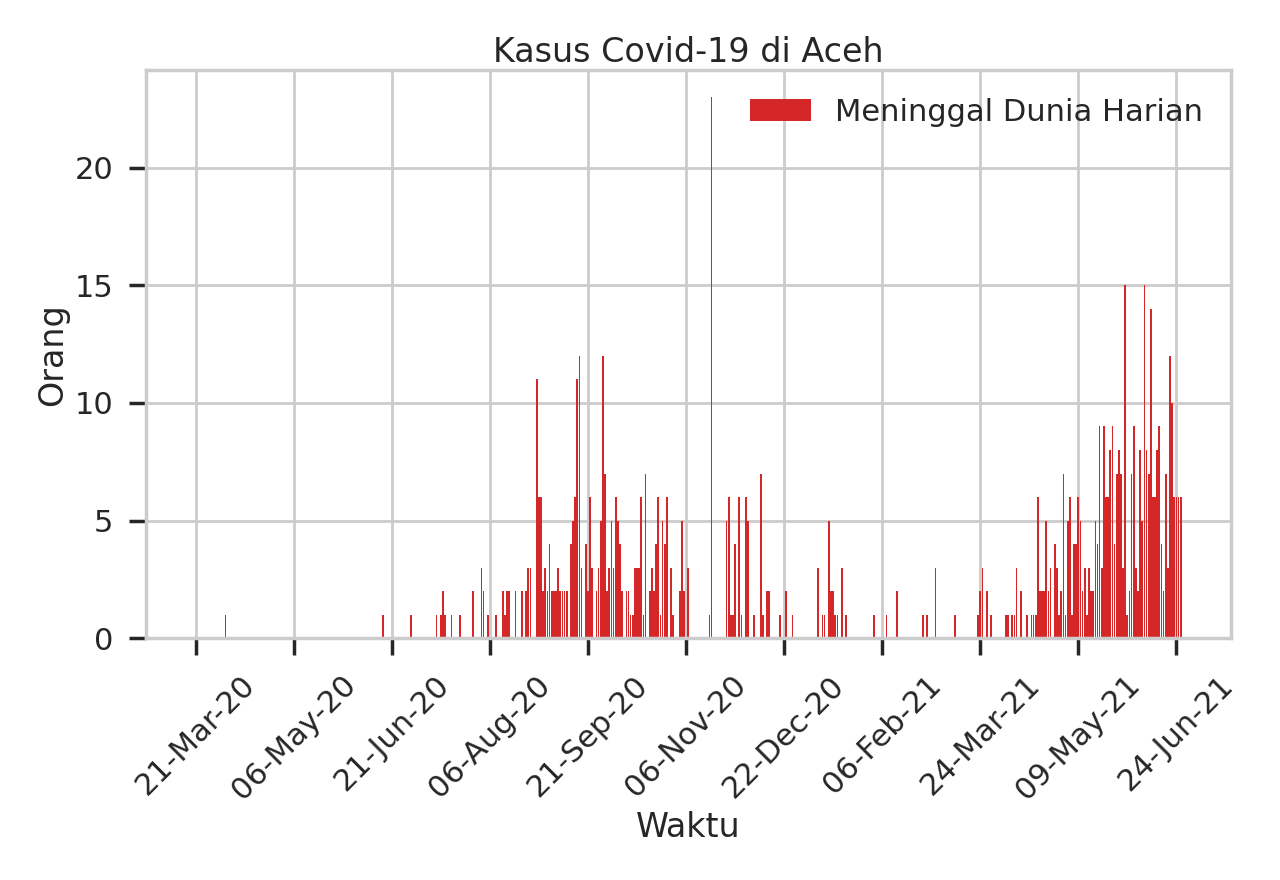 Kasus Covid-19 di Aceh
Meninggal Dunia Harian
Orang
20
15
10
5
0
21-Mar-20
06-May-20
21-Jun-20
06-Aug-20
21-Sep-20
06-Nov-20
22-Dec-20
06-Feb-21
24-Mar-21
09-May-21
24-Jun-21
Waktu